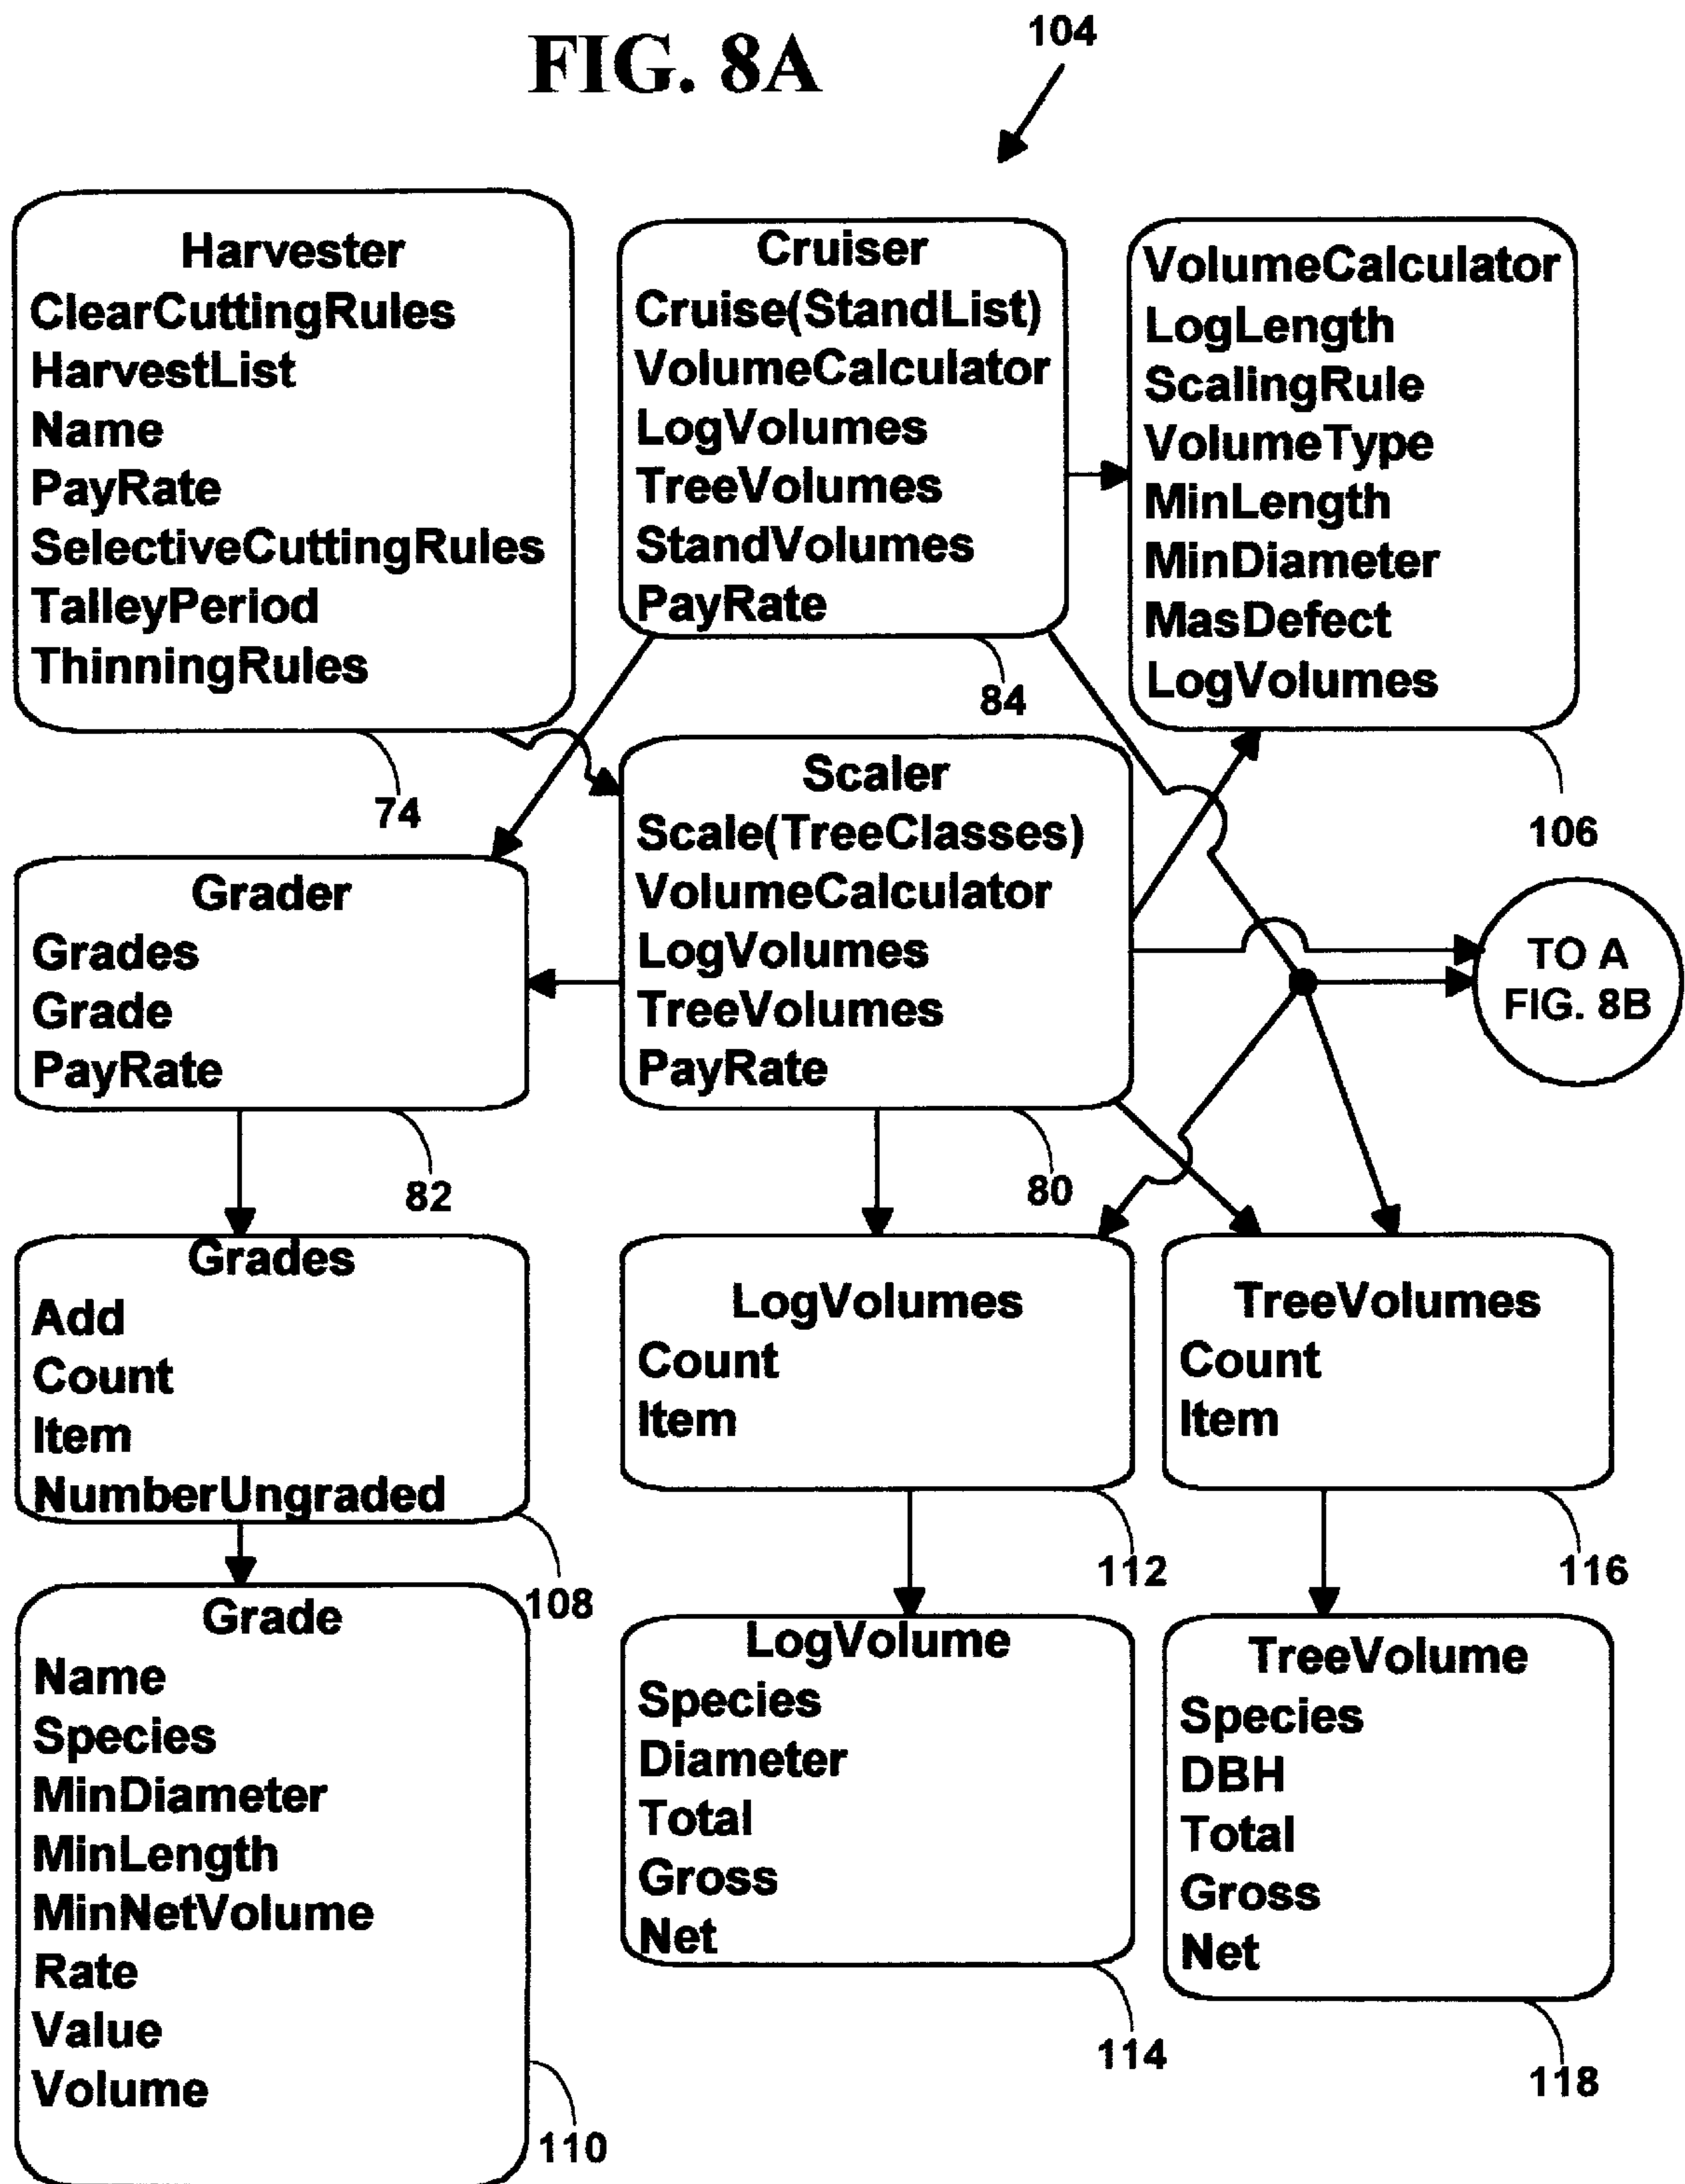 FIG. 8A
104
Harvester
ClearCuttingRules
HarvestList
Name
PayRate
SelectiveCuttingRules
TalleyPeriod
ThinningRules
74
Cruiser
Cruise(StandList)
VolumeCalculator
LogVolumes
TreeVolumes
StandVolumes
PayRate
84
VolumeCalculator
LogLength
ScalingRule
VolumeType
MinLength
MinDiameter
MasDefect
LogVolumes
106
Grader
Grades
Grade
PayRate
82
Scaler
Scale(TreeClasses)
VolumeCalculator
LogVolumes
TreeVolumes
PayRate
80
TO A
FIG. 8B
Grades
Add
Count
Item
NumberUngraded
108
LogVolumes
Count
Item
112
TreeVolumes
Count
Item
116
Grade
Name
Species
MinDiameter
MinLength
MinNetVolume
Rate
Value
Volume
110
LogVolume
Species
Diameter
Total
Gross
Net
114
TreeVolume
Species
DBH
Total
Gross
Net
118